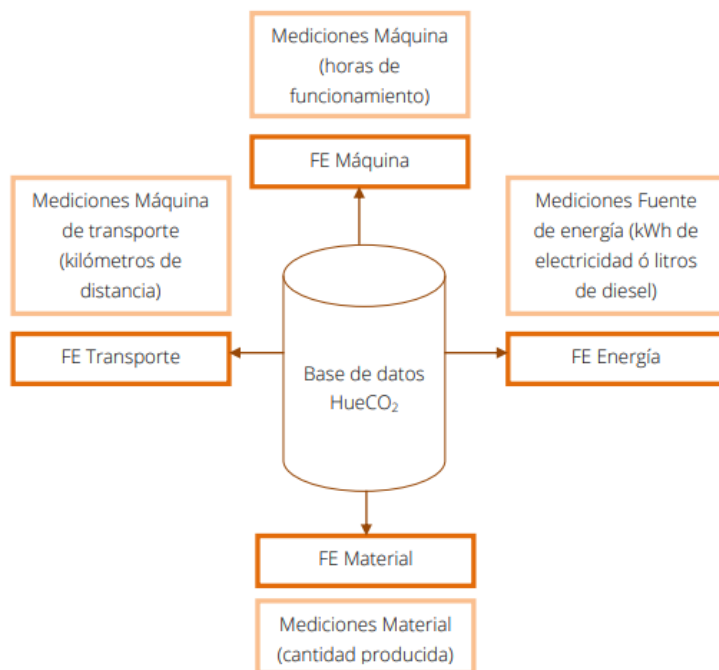 Mediciones Máquina
(horas de
funcionamiento)
FE Máquina
Mediciones Máquina
de transporte
(kilómetros de
distancia)
FE Transporte
Mediciones Fuente
de energía (kWh de
electricidad ó litros
de diesel)
FE Energía
Base de datos
HueCO₂
FE Material
Mediciones Material
(cantidad producida)